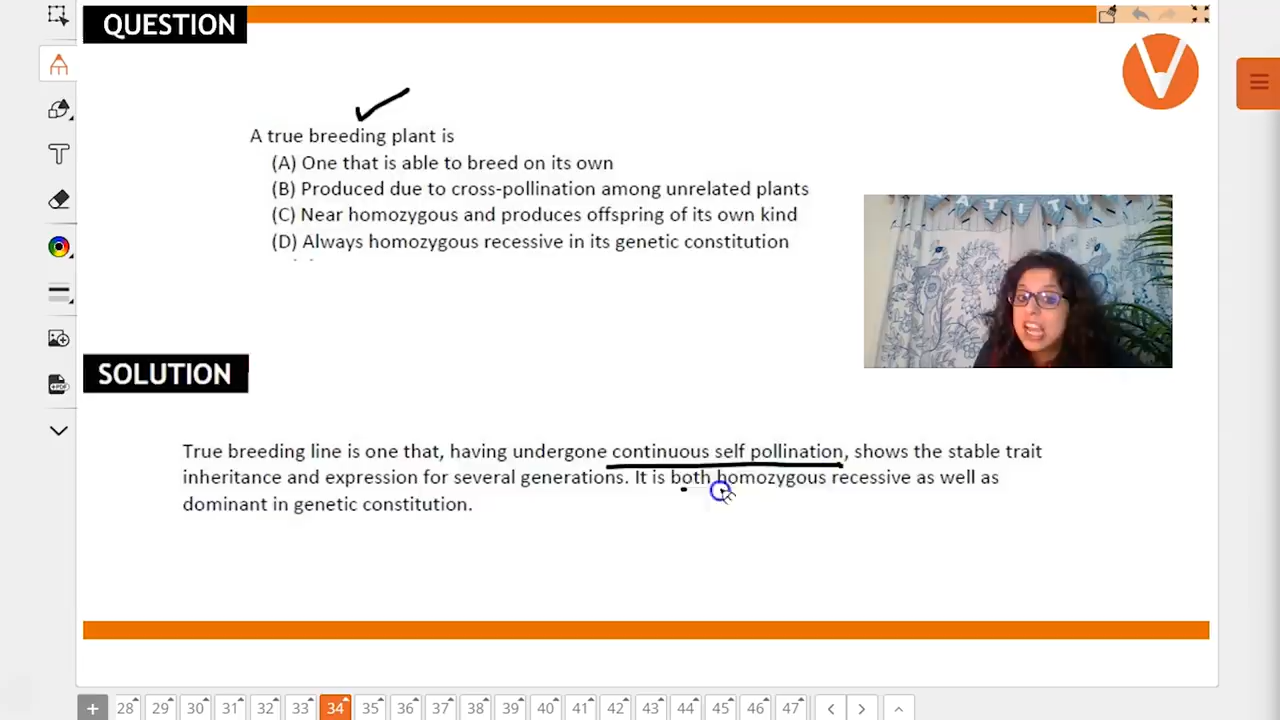 QUESTION
A true breeding plant is
(A) One that is able to breed on its own
(B) Produced due to cross-pollination among unrelated plants
(C) Near homozygous and produces offspring of its own kind
(D) Always homozygous recessive in its genetic constitution
SOLUTION
True breeding line is one that, having undergone continuous self pollination, shows the stable trait
inheritance and expression for several generations. It is both homozygous recessive as well as
dominant in genetic constitution.
28 29 30 31 32 33 34 35 36 37 38 39 40 41 42 43 44 45 46 47